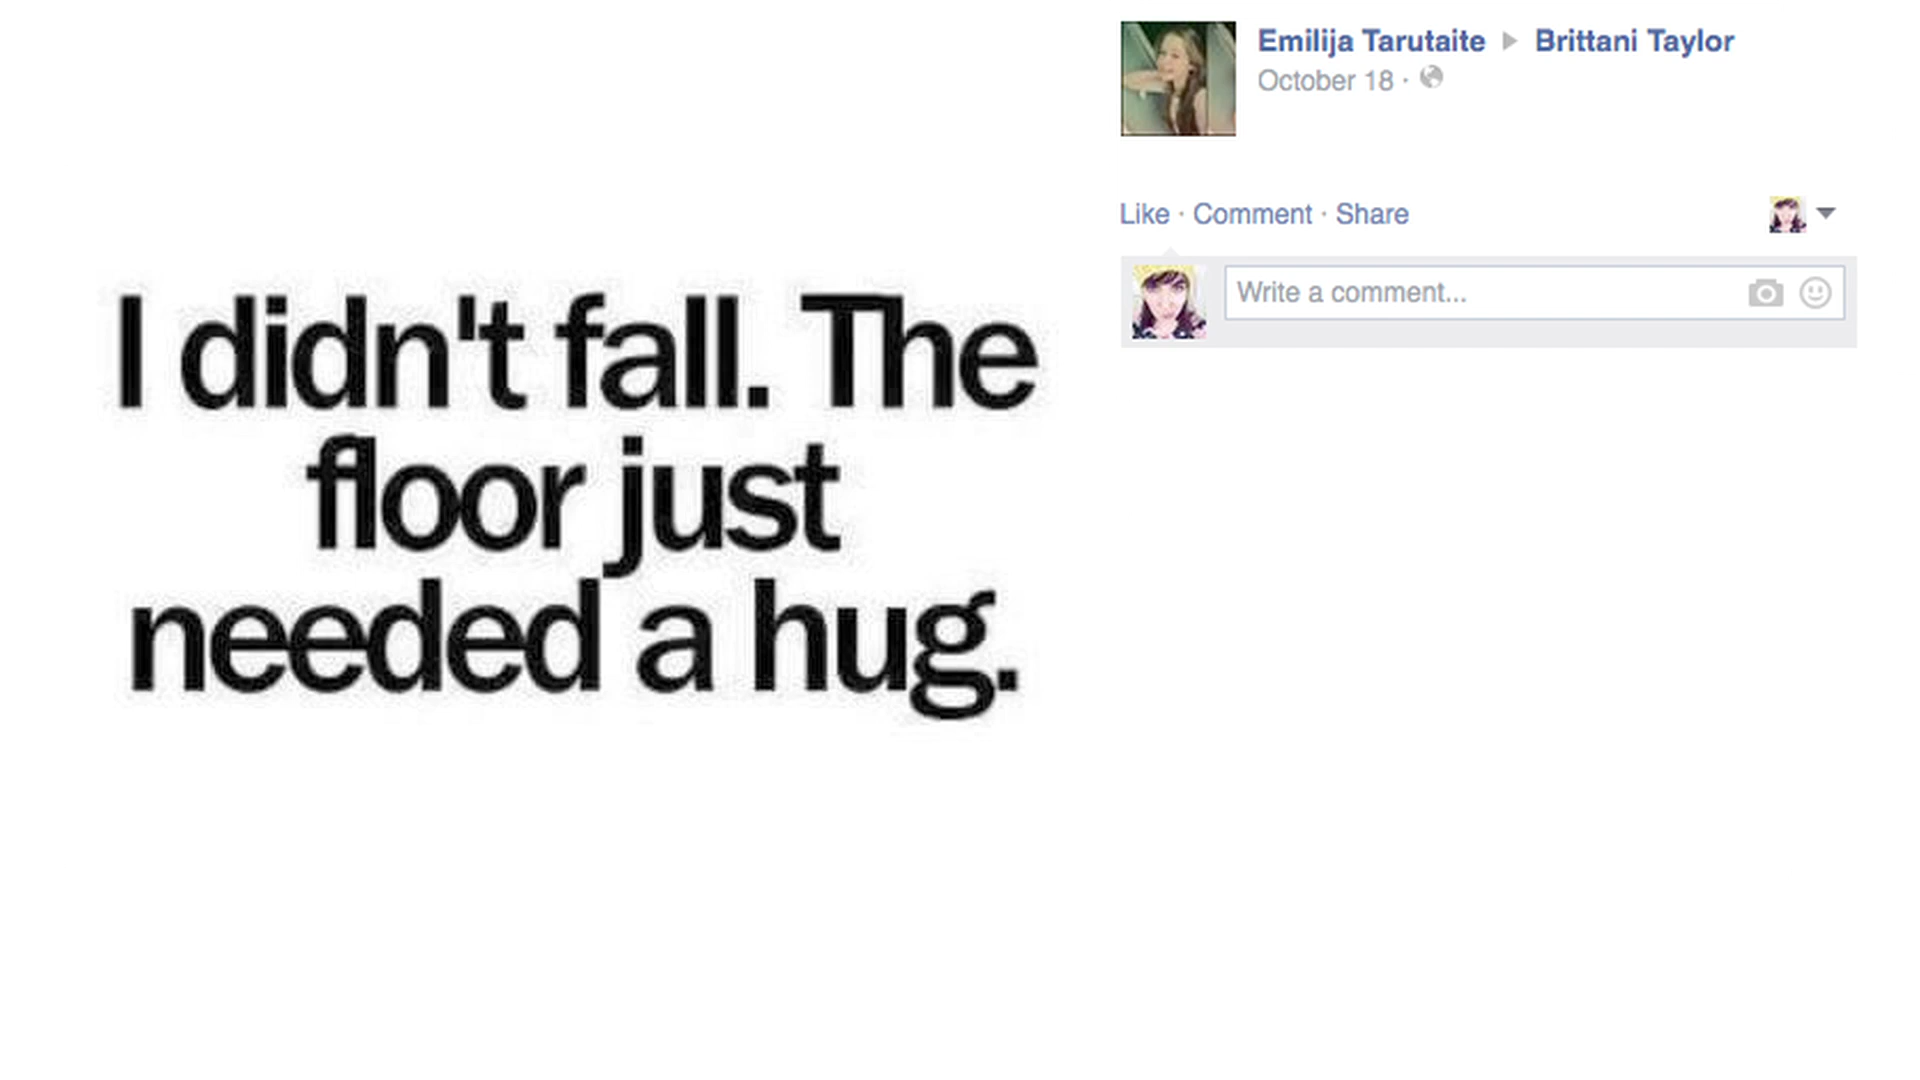 I didn't fall. The
floor just
needed a hug.
Emilija Tarutaite Brittani Taylor
October 18 ·
Like · Comment · Share
Write a comment...